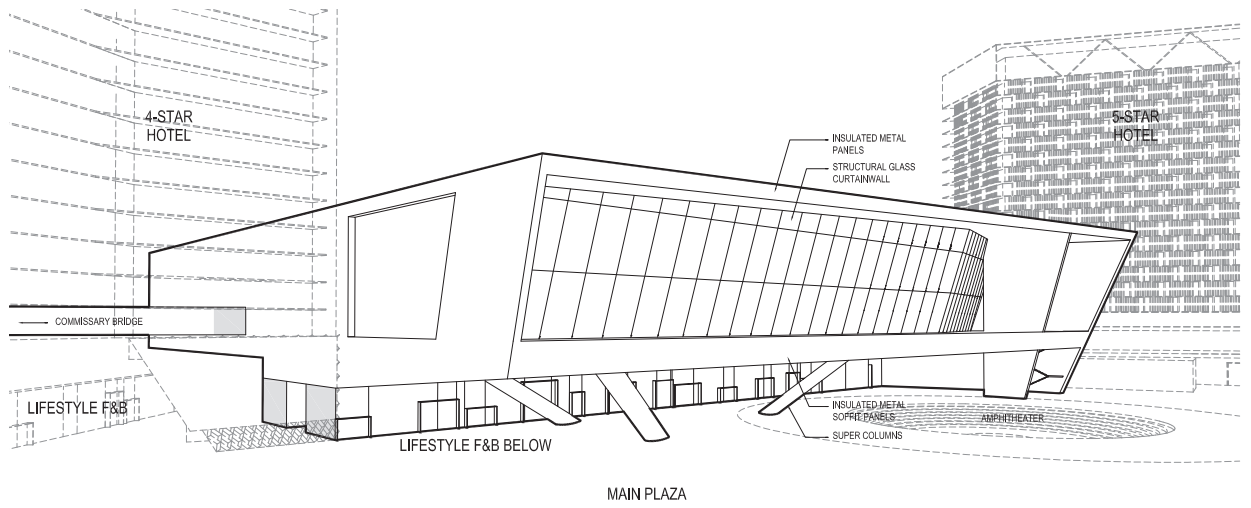 4-STAR
HOTEL
5-STAR
HOTEL
INSULATED METAL
PANELS
STRUCTURAL GLASS
CURTAINWALL
COMMISSARY BRIDGE
LIFESTYLE F&B
LIFESTYLE F&B BELOW
INSULATED METAL
SOFFIT PANELS
SUPER COLUMNS
AMPHITHEATER
MAIN PLAZA